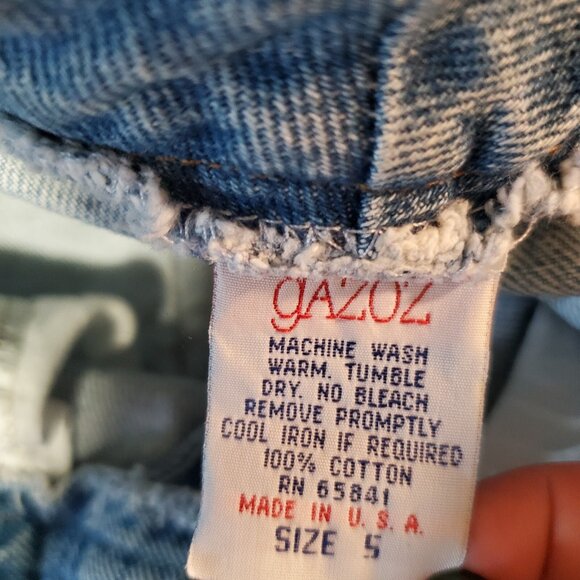 gazoz
MACHINE WASH
WARM. TUMBLE
DRY. NO BLEACH
REMOVE PROMPTLY
COOL IRON IF REQUIRED
100% COTTON
RN 65841
MADE IN U.S.A.
SIZE S